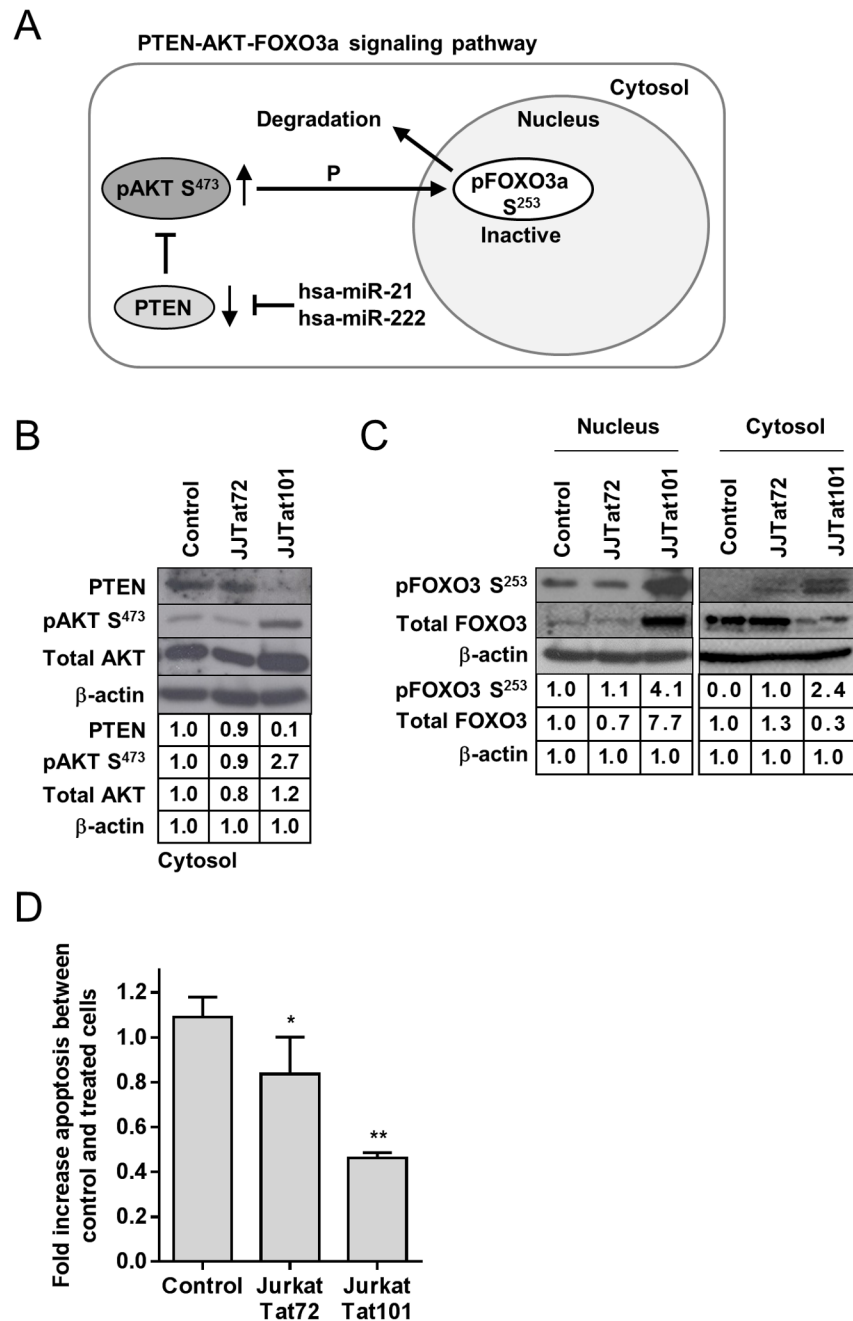 A
PTEN-AKT-FOXO3a signaling pathway
Cytosol
Degradation
Nucleus
pAKT S473
P
pFOXO3a
S253
Inactive
PTEN
hsa-miR-21
hsa-miR-222
B
Control
JJTat72
JJTat101
PTEN
pAKT S473
Total AKT
β-actin
PTEN 1.0 0.9 0.1
pAKT S473 1.0 0.9 2.7
Total AKT 1.0 0.8 1.2
β-actin 1.0 1.0 1.0
Cytosol
C
Nucleus Cytosol
Control JJTat72 JJTat101 Control JJTat72 JJTat101
pFOXO3 S253
Total FOXO3
β-actin
pFOXO3 S253 1.0 1.1 4.1 0.0 1.0 2.4
Total FOXO3 1.0 0.7 7.7 1.0 1.3 0.3
β-actin 1.0 1.0 1.0 1.0 1.0 1.0
D
Fold increase apoptosis between
control and treated cells
1.2
1.0
0.8
0.6
0.4
0.2
0.0
*
**
Control Jurkat Jurkat
Tat72 Tat101